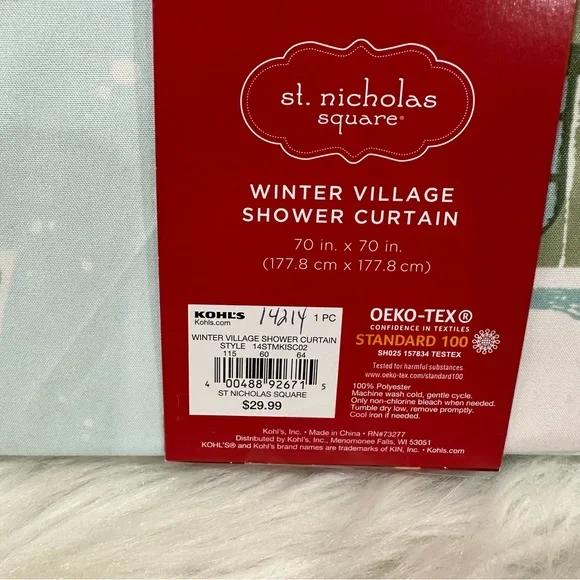 st. nicholas
square®
WINTER VILLAGE
SHOWER CURTAIN
70 in. x 70 in.
(177.8 cm x 177.8 cm)
KOHL'S
Kohls.com
14214
1 PC
WINTER VILLAGE SHOWER CURTAIN
STYLE 14STMKISC02
115 60 64
4 00488 92671 5
ST NICHOLAS SQUARE
$29.99
OEKO-TEX®
CONFIDENCE IN TEXTILES
STANDARD 100
SH025 157834 TESTEX
Tested for harmful substances.
www.oeko-tex.com/standard100
100% Polyester
Machine wash cold, gentle cycle.
Only non-chlorine bleach when needed.
Tumble dry low, remove promptly.
Cool iron if needed.
Kohl's, Inc. • Made in China • RN#73277
Distributed by Kohl's, Inc., Menomonee Falls, WI 53051
KOHL'S® and Kohl's brand names are trademarks of KIN, Inc. • Kohls.com